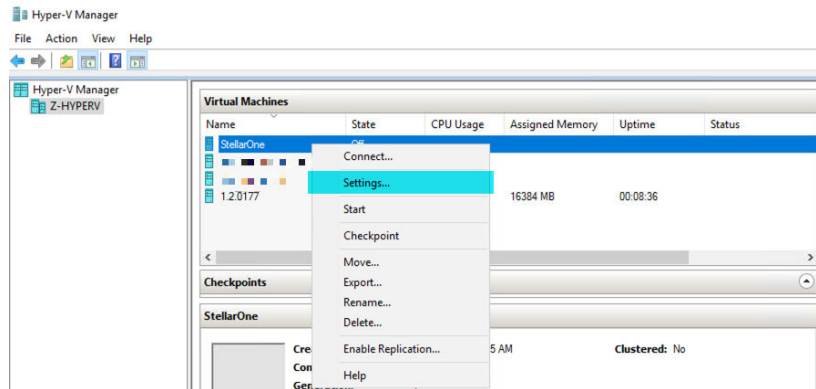 Hyper-V Manager
File Action View Help
Hyper-V Manager
Z-HYPERV
Virtual Machines
Name State CPU Usage Assigned Memory Uptime Status
StellarOne Off
Connect...
Settings...
1.2.0177 16384 MB 00:08:36
Start
Checkpoint
Move...
Checkpoints
Export...
Rename...
StellarOne
Delete...
Enable Replication... 5 AM Clustered: No
Help